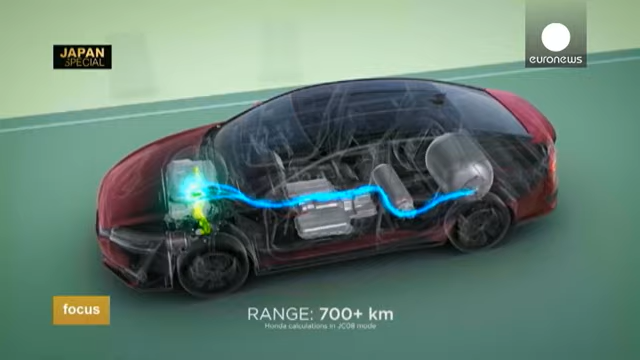 JAPAN
SPECIAL
euronews
focus
RANGE: 700+ km
Honda calculations in JC08 mode